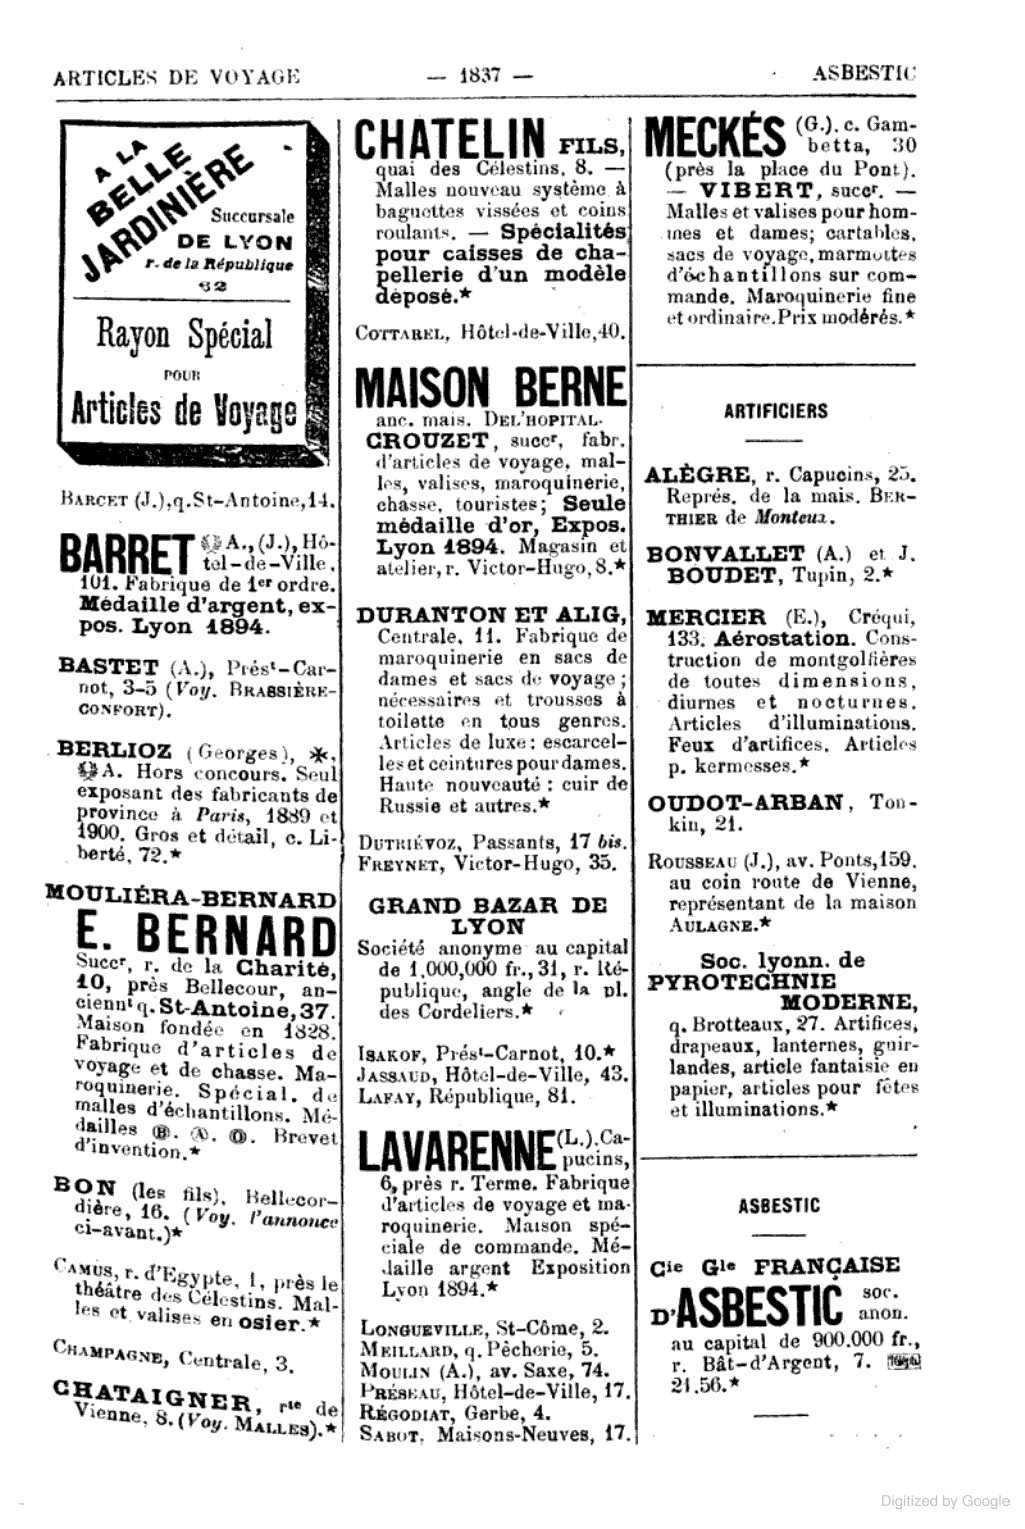 ARTICLES DE VOYAGE — 1837 — ASBESTIC
A LA
BELLE
JARDINIÈRE
Succursale
DE LYON
r. de la République
62
Rayon Spécial
POUR
Articles de Voyage
BARCET (J.),q.St-Antoine,14.
BARRET A.,(J.), Hô-
tel-de-Ville,
101. Fabrique de 1er ordre.
Médaille d'argent, ex-
pos. Lyon 1894.
BASTET (A.), Prést-Car-
not, 3-5 (Voy. BRASSIÈRE-
CONFORT).
BERLIOZ (Georges), ✳,
A. Hors concours. Seul
exposant des fabricants de
province à Paris, 1889 et
1900. Gros et détail, c. Li-
berté, 72.★
MOULIÉRA-BERNARD
E. BERNARD
Succr, r. de la Charité,
10, près Bellecour, an-
ciennt q. St-Antoine, 37.
Maison fondée en 1828.
Fabrique d'articles de
voyage et de chasse. Ma-
roquinerie. Spécial. de
malles d'échantillons. Mé-
dailles Ⓑ. Ⓐ. Ⓞ. Brevet
d'invention.★
BON (les fils), Bellecor-
dière, 16. (Voy. l'annonce
ci-avant.)★
CAMUS, r. d'Egypte, 1, près le
théâtre des Célestins. Mal-
les et valises en osier.★
CHAMPAGNE, Centrale, 3.
CHATAIGNER, rte de
Vienne, 8. (Voy. MALLES).★
CHATELIN FILS,
quai des Célestins, 8. —
Malles nouveau système à
baguettes vissées et coins
roulants. — Spécialités
pour caisses de cha-
pellerie d'un modèle
déposé.★
COTTAREL, Hôtel-de-Ville,40.
MAISON BERNE
anc. mais. DEL'HOPITAL-
CROUZET, succr, fabr.
d'articles de voyage, mal-
les, valises, maroquinerie,
chasse, touristes; Seule
médaille d'or, Expos.
Lyon 1894. Magasin et
atelier, r. Victor-Hugo, 8.★
DURANTON ET ALIG,
Centrale, 11. Fabrique de
maroquinerie en sacs de
dames et sacs de voyage;
nécessaires et trousses à
toilette en tous genres.
Articles de luxe: escarcel-
les et ceintures pour dames.
Haute nouveauté: cuir de
Russie et autres.★
DUTRIÉVOZ, Passants, 17 bis.
FREYNET, Victor-Hugo, 35.
GRAND BAZAR DE
LYON
Société anonyme au capital
de 1,000,000 fr., 31, r. Ré-
publique, angle de la pl.
des Cordeliers.★
ISAKOF, Prést-Carnot, 10.★
JASSAUD, Hôtel-de-Ville, 43.
LAFAY, République, 81.
LAVARENNE (L.). Ca-
pucins,
6, près r. Terme. Fabrique
d'articles de voyage et ma-
roquinerie. Maison spé-
ciale de commande. Mé-
daille argent Exposition
Lyon 1894.★
LONGUEVILLE, St-Côme, 2.
MEILLARD, q. Pêcherie, 5.
MOULIN (A.), av. Saxe, 74.
PRÉSEAU, Hôtel-de-Ville, 17.
RÉGODIAT, Gerbe, 4.
SABOT, Maisons-Neuves, 17.
MECKÉS (G.), c. Gam-
betta, 30
(près la place du Pont).
— VIBERT, succr. —
Malles et valises pour hom-
mes et dames; cartables,
sacs de voyage, marmottes
d'échantillons sur com-
mande. Maroquinerie fine
et ordinaire. Prix modérés.★
ARTIFICIERS
ALÈGRE, r. Capucins, 25.
Représ. de la mais. BER-
THIER de Monteux.
BONVALLET (A.) et J.
BOUDET, Tupin, 2.★
MERCIER (E.), Créqui,
133. Aérostation. Cons-
truction de montgolfières
de toutes dimensions,
diurnes et nocturnes.
Articles d'illuminations.
Feux d'artifices. Articles
p. kermesses.★
OUDOT-ARBAN, Ton-
kin, 21.
ROUSSEAU (J.), av. Ponts,159,
au coin route de Vienne,
représentant de la maison
AULAGNE.★
Soc. lyonn. de
PYROTECHNIE
MODERNE,
q. Brotteaux, 27. Artifices,
drapeaux, lanternes, guir-
landes, article fantaisie en
papier, articles pour fêtes
et illuminations.★
ASBESTIC
Cie Gle FRANÇAISE
D'ASBESTIC soc.
anon.
au capital de 900.000 fr.,
r. Bât-d'Argent, 7.
21.56.★
Digitized by Google